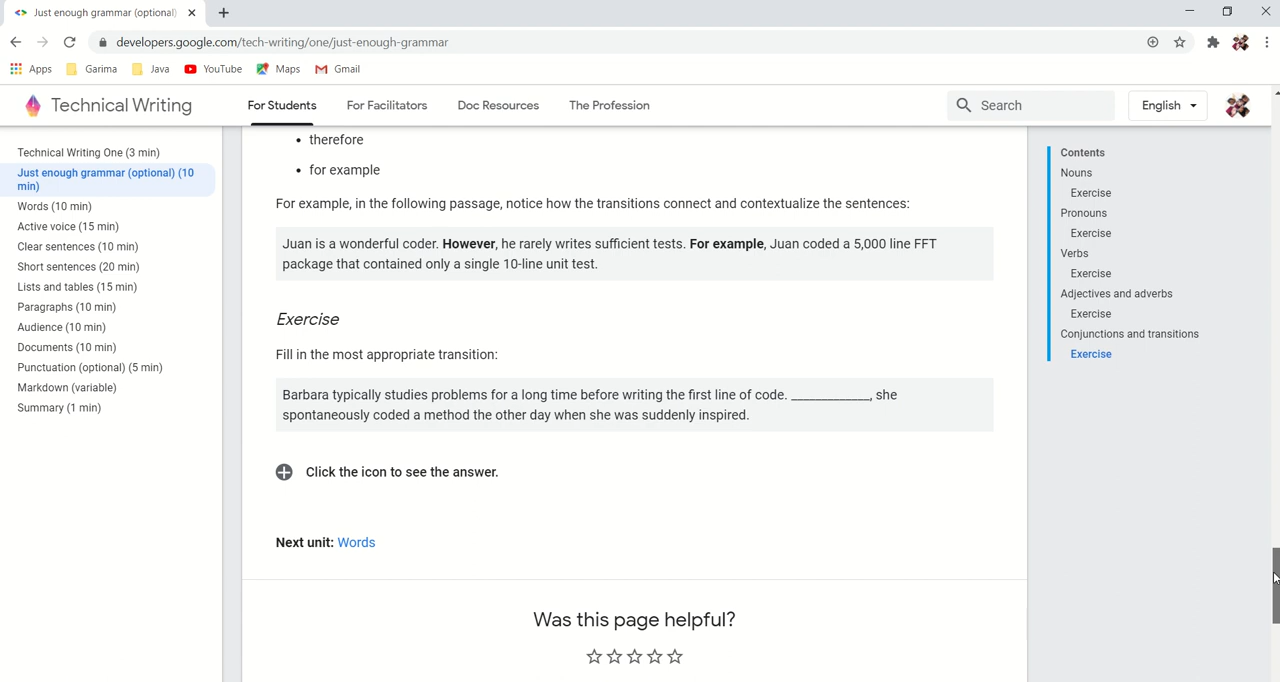 Just enough grammar (optional)
developers.google.com/tech-writing/one/just-enough-grammar
Apps Garima Java YouTube Maps Gmail
Technical Writing For Students For Facilitators Doc Resources The Profession Search English
Technical Writing One (3 min)
Just enough grammar (optional) (10
min)
Words (10 min)
Active voice (15 min)
Clear sentences (10 min)
Short sentences (20 min)
Lists and tables (15 min)
Paragraphs (10 min)
Audience (10 min)
Documents (10 min)
Punctuation (optional) (5 min)
Markdown (variable)
Summary (1 min)
• therefore
• for example
For example, in the following passage, notice how the transitions connect and contextualize the sentences:
Juan is a wonderful coder. However, he rarely writes sufficient tests. For example, Juan coded a 5,000 line FFT
package that contained only a single 10-line unit test.
Exercise
Fill in the most appropriate transition:
Barbara typically studies problems for a long time before writing the first line of code. _____________, she
spontaneously coded a method the other day when she was suddenly inspired.
Click the icon to see the answer.
Next unit: Words
Was this page helpful?
Contents
Nouns
Exercise
Pronouns
Exercise
Verbs
Exercise
Adjectives and adverbs
Exercise
Conjunctions and transitions
Exercise